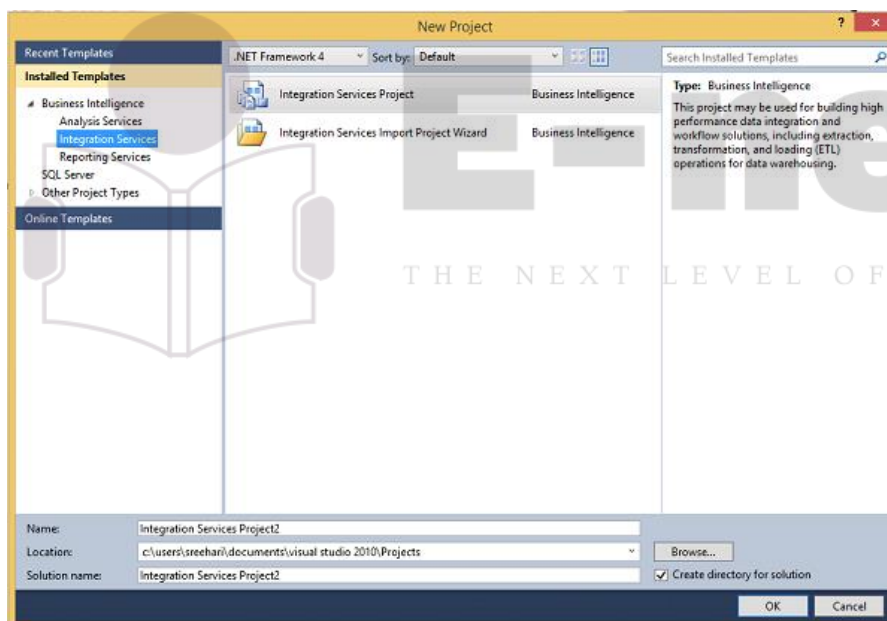 New Project
?
x
Recent Templates
Installed Templates
Business Intelligence
Analysis Services
Integration Services
Reporting Services
SQL Server
Other Project Types
Online Templates
.NET Framework 4 Sort by: Default
Integration Services Project Business Intelligence
Integration Services Import Project Wizard Business Intelligence
Search Installed Templates
Type: Business Intelligence
This project may be used for building high
performance data integration and
workflow solutions, including extraction,
transformation, and loading (ETL)
operations for data warehousing.
E-ne
THE NEXT LEVEL OF
Name: Integration Services Project2
Location: c:\users\sreehari\documents\visual studio 2010\Projects Browse...
Solution name: Integration Services Project2 Create directory for solution
OK Cancel